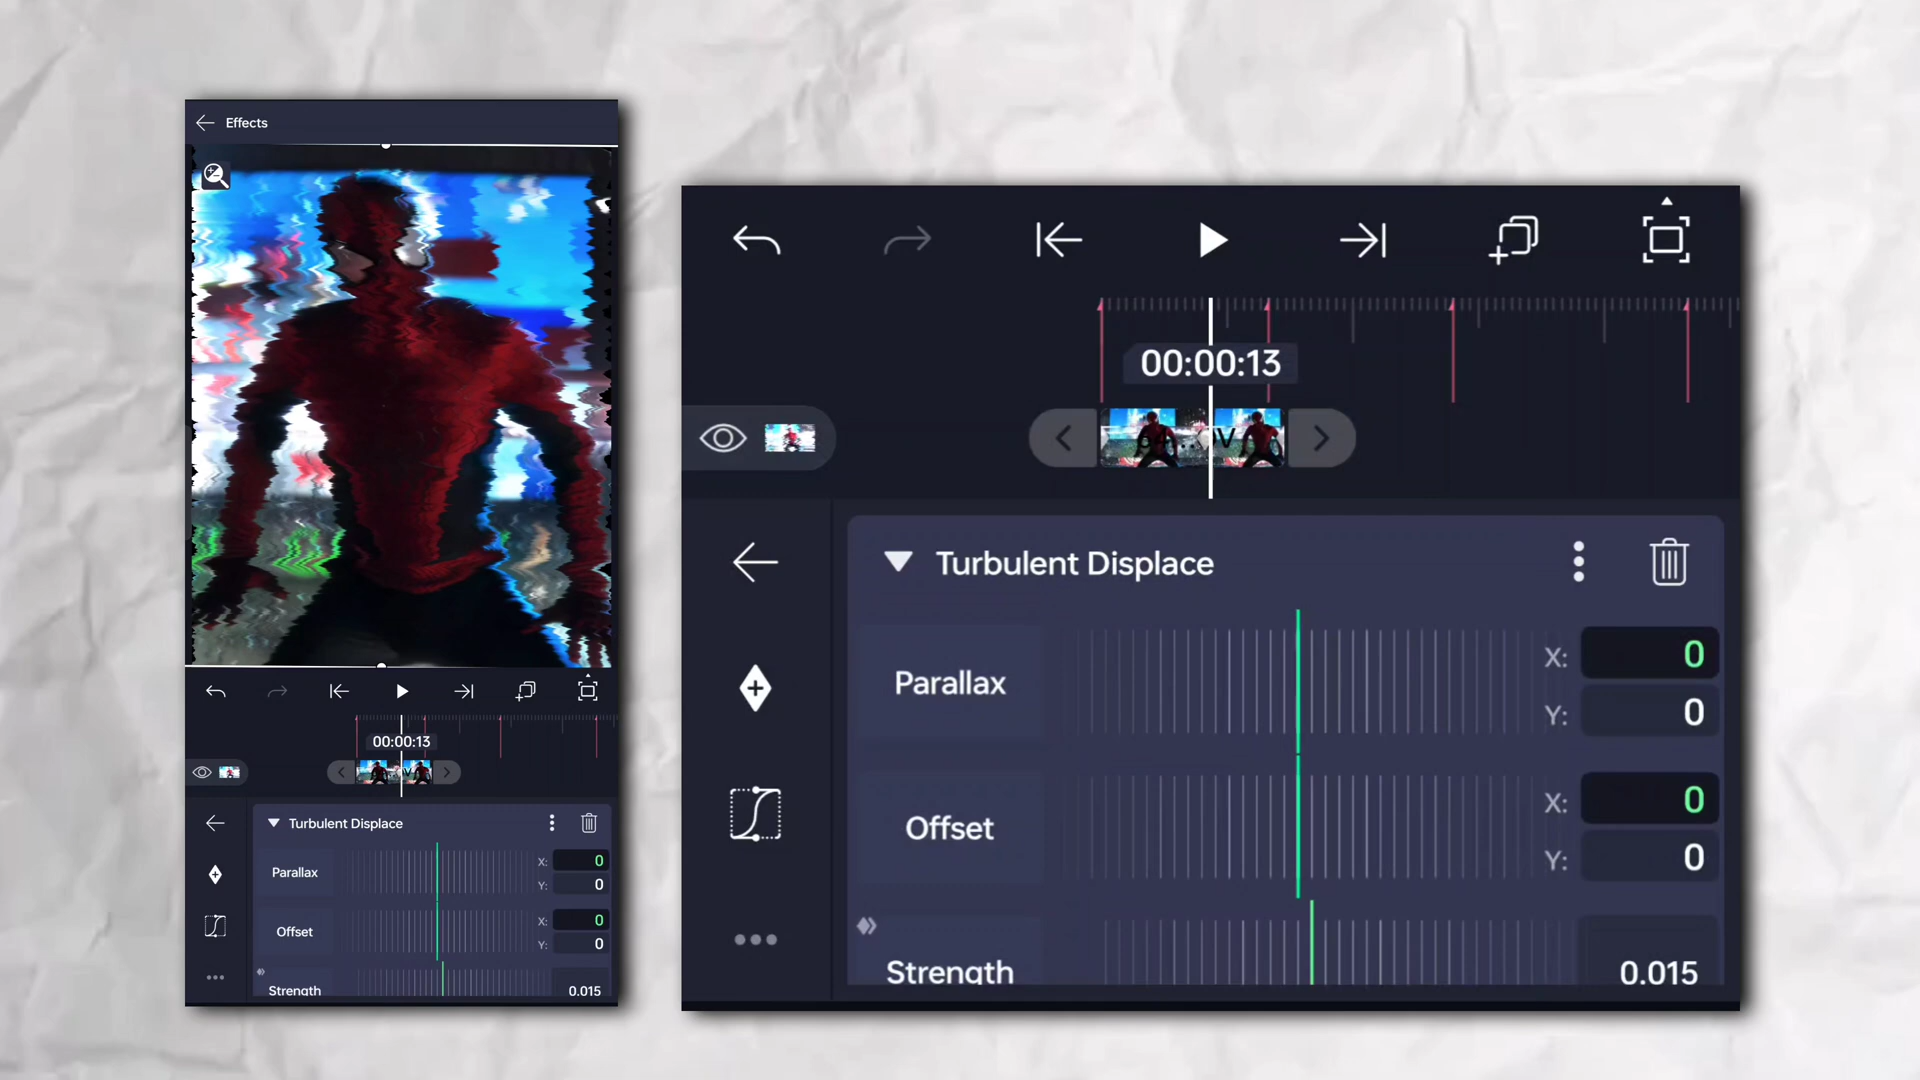 Effects
00:00:13
Turbulent Displace
Parallax
X: 0
Y: 0
Offset
X: 0
Y: 0
Strength
0.015
00:00:13
Turbulent Displace
Parallax
X: 0
Y: 0
Offset
X: 0
Y: 0
Strength
0.015